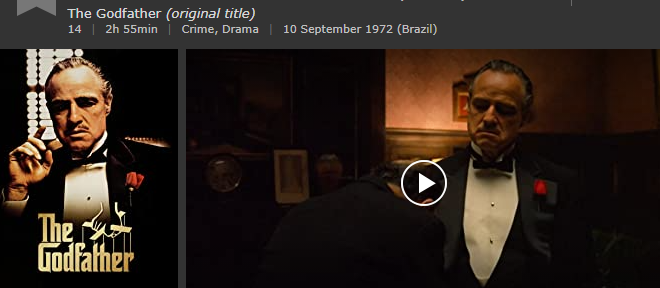 The Godfather (original title)
14 | 2h 55min | Crime, Drama | 10 September 1972 (Brazil)
The
Godfather